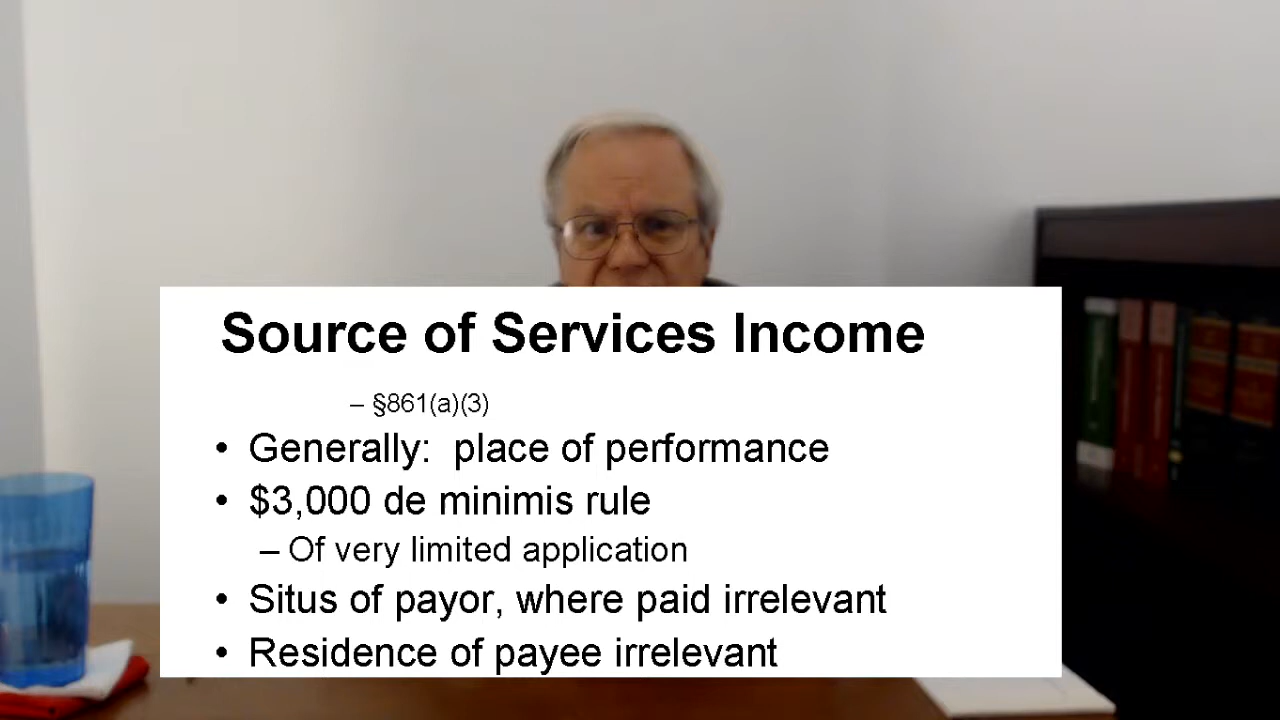 Source of Services Income
– §861(a)(3)
• Generally: place of performance
• $3,000 de minimis rule
– Of very limited application
• Situs of payor, where paid irrelevant
• Residence of payee irrelevant